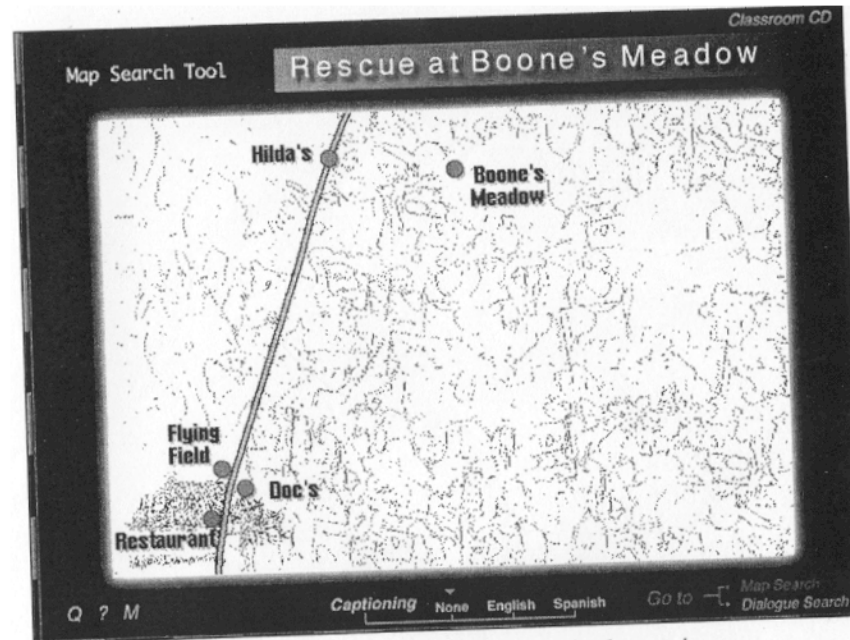 Classroom CD
Map Search Tool
Rescue at Boone's Meadow
Hilda's
Boone's
Meadow
Flying
Field
Doc's
Restaurant
Q ? M
Captioning
None
English
Spanish
Go to
Map Search
Dialogue Search